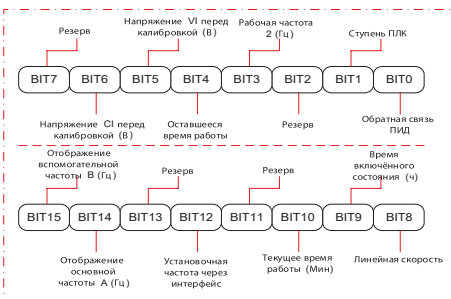 Резерв
Напряжение VI перед
калибровкой (В)
Рабочая частота
2 (Гц)
Ступень ПЛК
BIT7 BIT6 BIT5 BIT4 BIT3 BIT2 BIT1 BIT0
Напряжение CI перед
калибровкой (В)
Оставшееся
время работы
Резерв
Обратная связь
ПИД
Отображение
вспомогательной
частоты В (Гц)
Резерв
Резерв
Время
включённого
состояния (ч)
BIT15 BIT14 BIT13 BIT12 BIT11 BIT10 BIT9 BIT8
Отображение
основной
частоты А (Гц)
Установочная
частота через
интерфейс
Текущее время
работы (Мин)
Линейная скорость